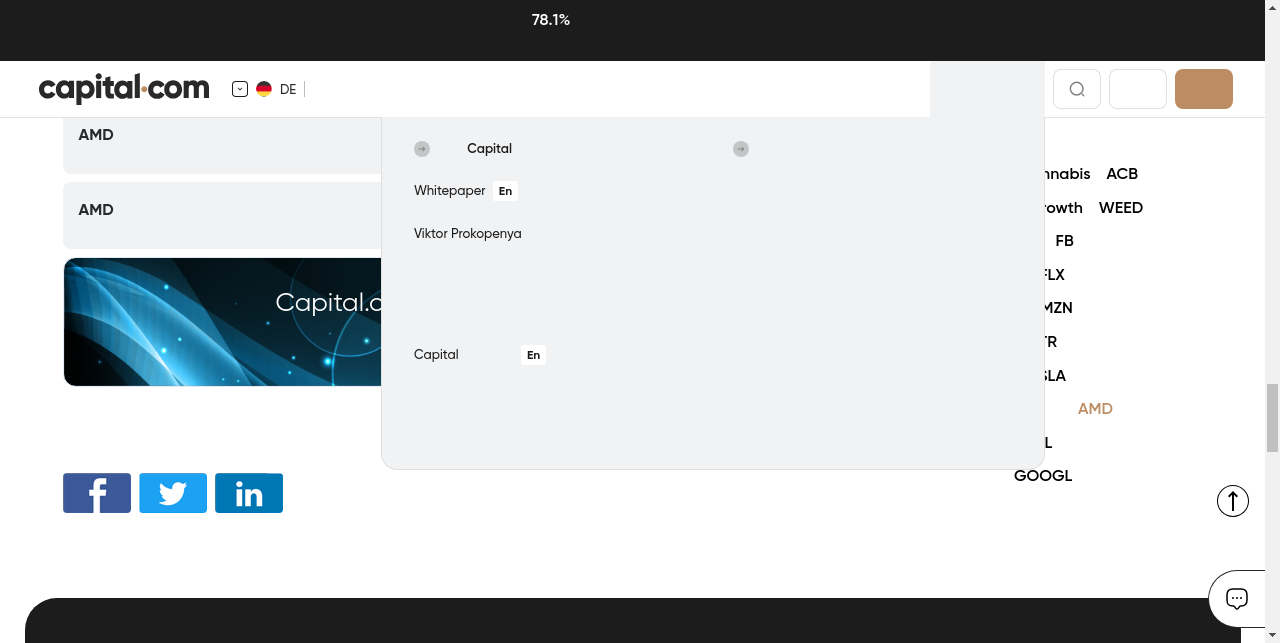 78.1%
capital.com
DE
AMD
Capital
nnabis ACB
Whitepaper En
AMD
rowth WEED
Viktor Prokopenya
FB
FLX
Capital.c
MZN
TR
Capital En
SLA
AMD
L
GOOGL